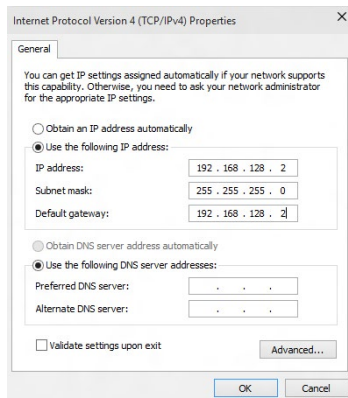 Internet Protocol Version 4 (TCP/IPv4) Properties
General
You can get IP settings assigned automatically if your network supports
this capability. Otherwise, you need to ask your network administrator
for the appropriate IP settings.
Obtain an IP address automatically
Use the following IP address:
IP address: 192 . 168 . 128 . 2
Subnet mask: 255 . 255 . 255 . 0
Default gateway: 192 . 168 . 128 . 2
Obtain DNS server address automatically
Use the following DNS server addresses:
Preferred DNS server: . . .
Alternate DNS server: . . .
Validate settings upon exit
Advanced...
OK Cancel